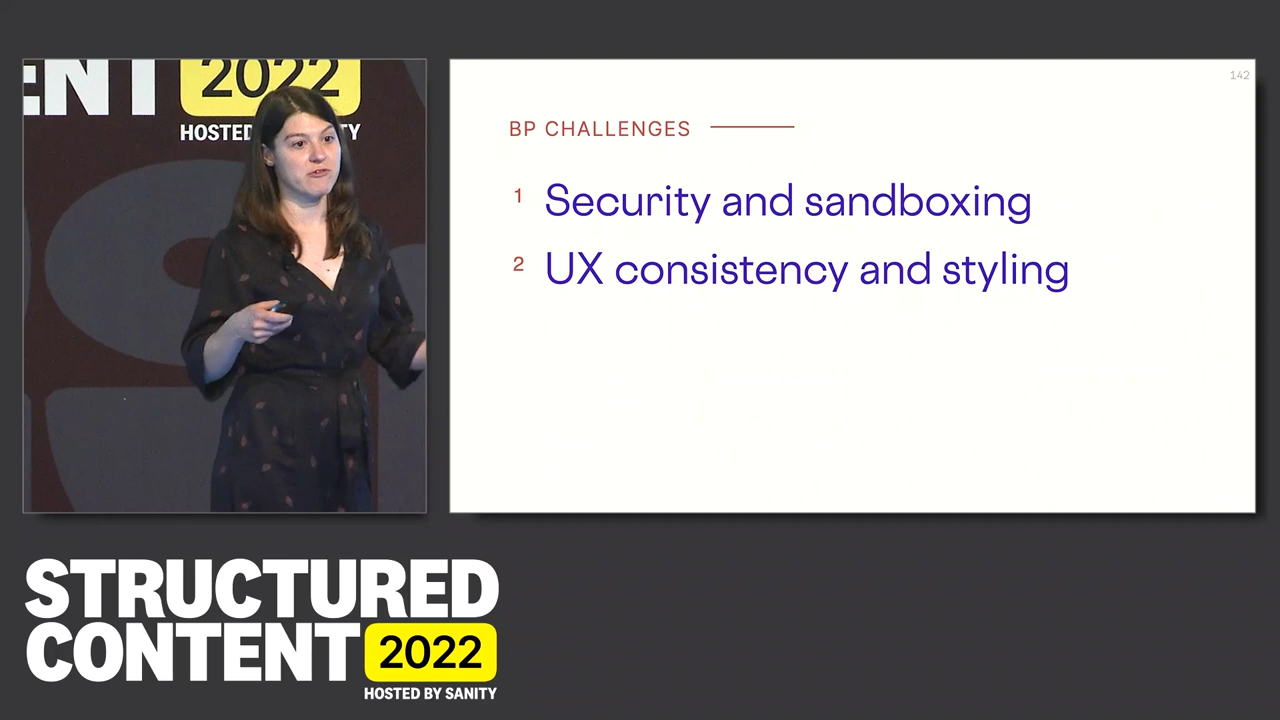 ENT
2022
HOSTED
142
BP CHALLENGES
1 Security and sandboxing
2 UX consistency and styling
STRUCTURED
CONTENT 2022
HOSTED BY SANITY